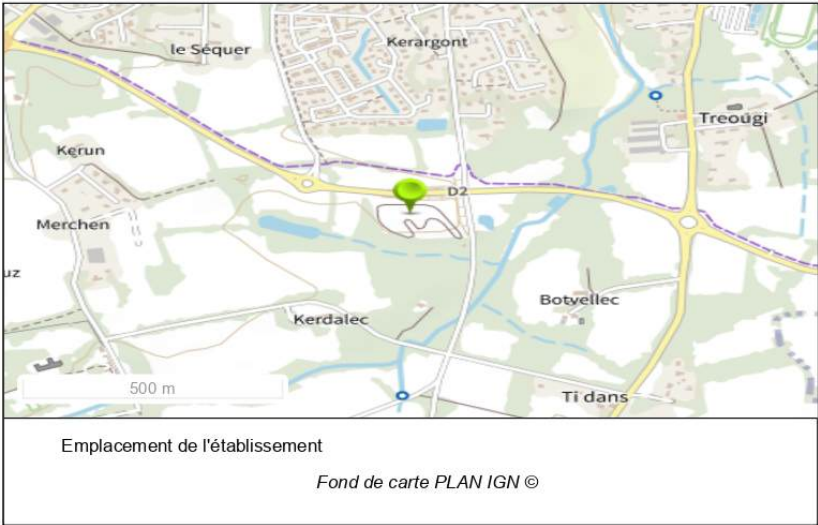 le Séquer
Kerargont
Treougi
Kerun
D2
Merchen
uz
Botvellec
Kerdalec
500 m
Ti dans
Emplacement de l'établissement
Fond de carte PLAN IGN ©